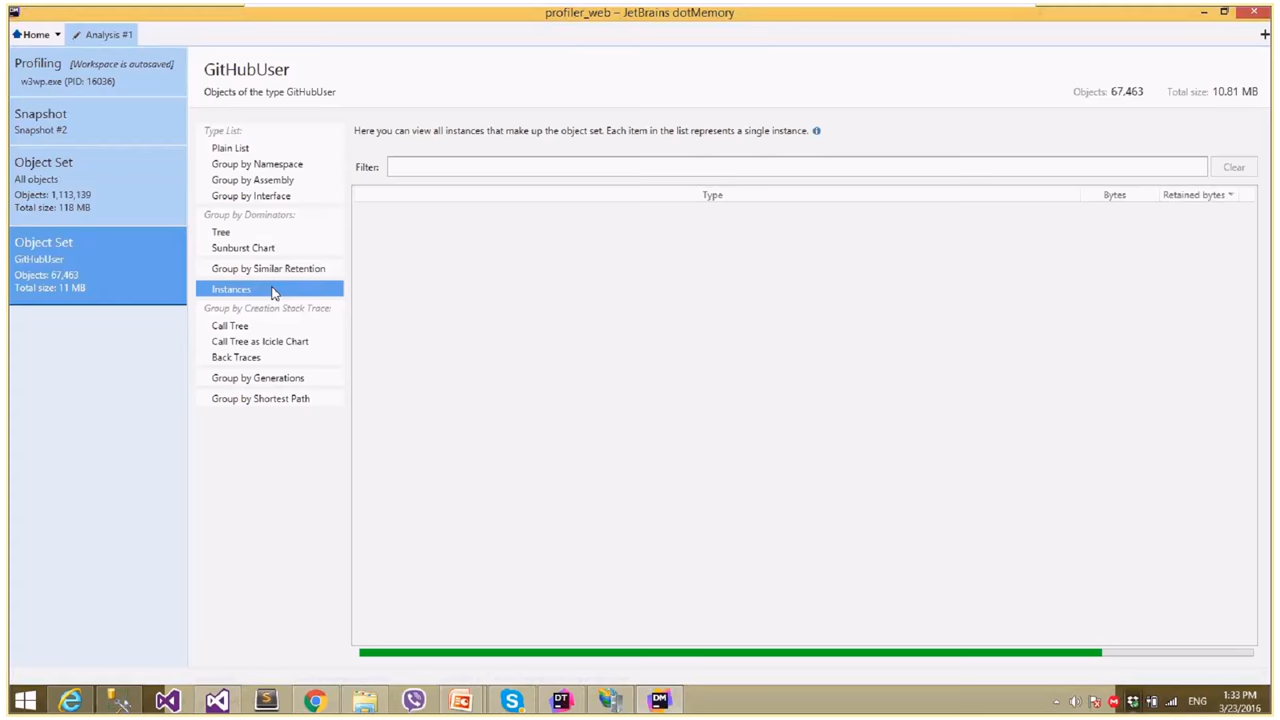 profiler_web – JetBrains dotMemory
Home
Analysis #1
Profiling [Workspace is autosaved]
w3wp.exe (PID: 16036)
Snapshot
Snapshot #2
Object Set
All objects
Objects: 1,113,139
Total size: 118 MB
Object Set
GitHubUser
Objects: 67,463
Total size: 11 MB
GitHubUser
Objects of the type GitHubUser
Objects: 67,463 Total size: 10.81 MB
Type List:
Plain List
Group by Namespace
Group by Assembly
Group by Interface
Group by Dominators:
Tree
Sunburst Chart
Group by Similar Retention
Instances
Group by Creation Stack Trace:
Call Tree
Call Tree as Icicle Chart
Back Traces
Group by Generations
Group by Shortest Path
Here you can view all instances that make up the object set. Each item in the list represents a single instance.
Filter:
Clear
Type Bytes Retained bytes
ENG
1:33 PM
3/23/2016
DM
DT
DM